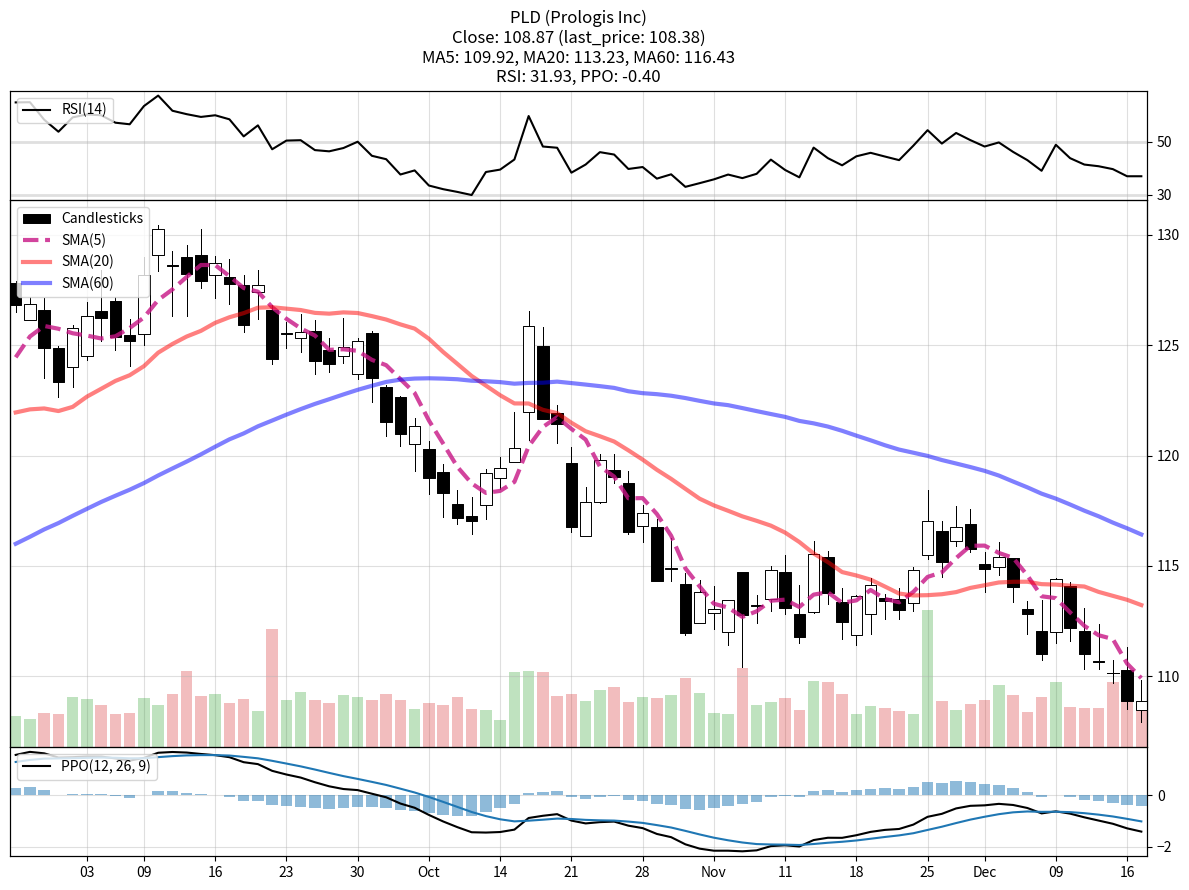 PLD (Prologis Inc)
Close: 108.87 (last_price: 108.38)
MA5: 109.92, MA20: 113.23, MA60: 116.43
RSI: 31.93, PPO: -0.40
RSI(14)
50
30
Candlesticks
SMA(5)
SMA(20)
SMA(60)
130
125
120
115
110
PPO(12, 26, 9)
0
−2
03 09 16 23 30 Oct 14 21 28 Nov 11 18 25 Dec 09 16